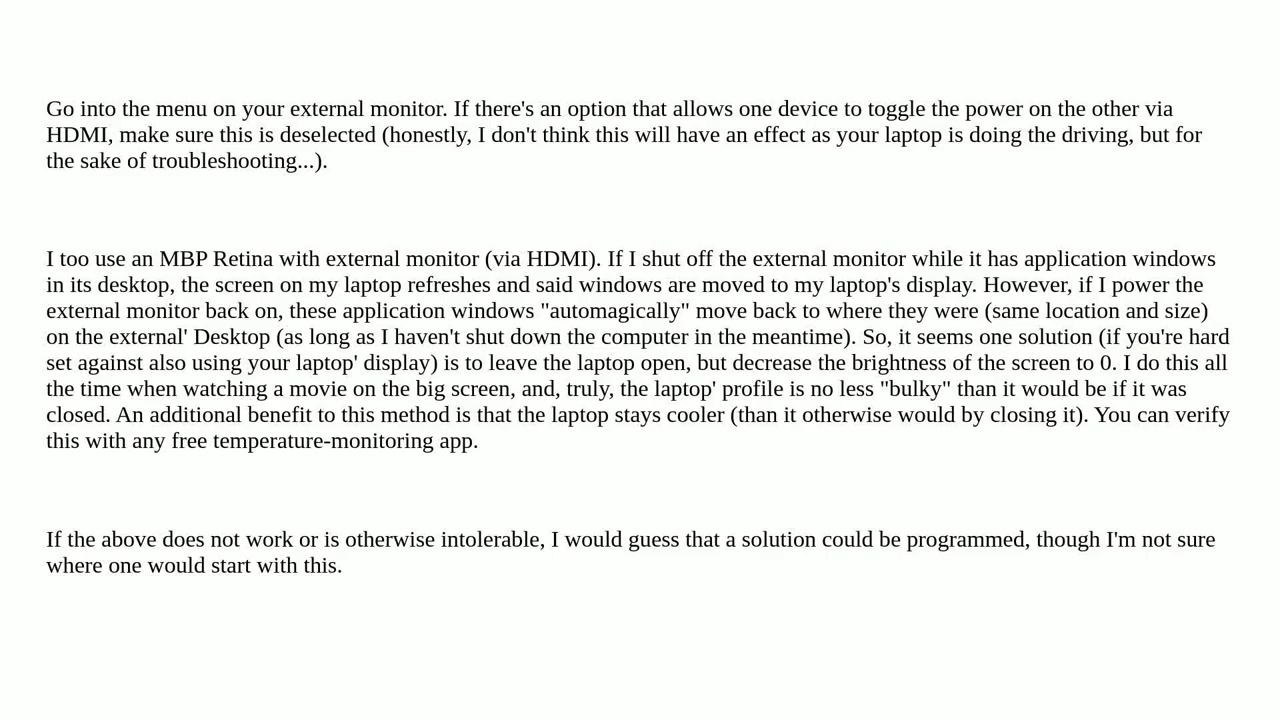 Go into the menu on your external monitor. If there's an option that allows one device to toggle the power on the other via
HDMI, make sure this is deselected (honestly, I don't think this will have an effect as your laptop is doing the driving, but for
the sake of troubleshooting...).
I too use an MBP Retina with external monitor (via HDMI). If I shut off the external monitor while it has application windows
in its desktop, the screen on my laptop refreshes and said windows are moved to my laptop's display. However, if I power the
external monitor back on, these application windows "automagically" move back to where they were (same location and size)
on the external' Desktop (as long as I haven't shut down the computer in the meantime). So, it seems one solution (if you're hard
set against also using your laptop' display) is to leave the laptop open, but decrease the brightness of the screen to 0. I do this all
the time when watching a movie on the big screen, and, truly, the laptop' profile is no less "bulky" than it would be if it was
closed. An additional benefit to this method is that the laptop stays cooler (than it otherwise would by closing it). You can verify
this with any free temperature-monitoring app.
If the above does not work or is otherwise intolerable, I would guess that a solution could be programmed, though I'm not sure
where one would start with this.